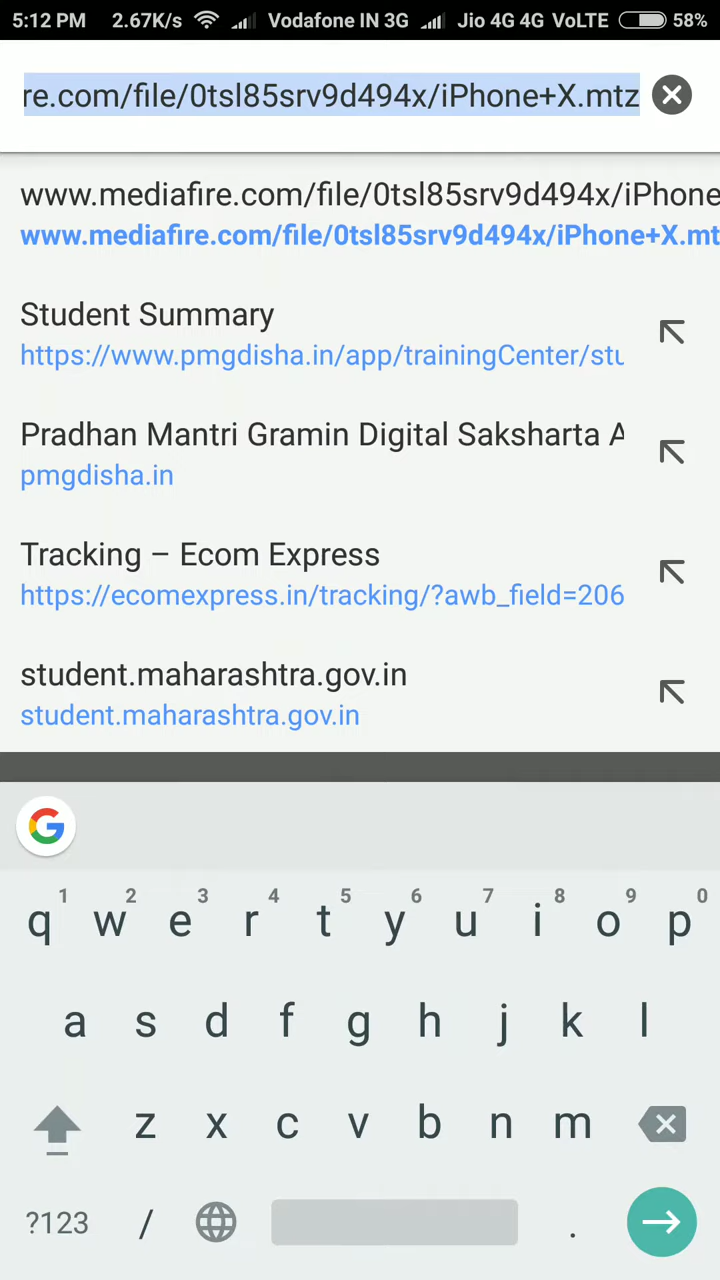 5:12 PM 2.67K/s Vodafone IN 3G Jio 4G 4G VoLTE 58%
re.com/file/0tsl85srv9d494x/iPhone+X.mtz
www.mediafire.com/file/0tsl85srv9d494x/iPhone
www.mediafire.com/file/0tsl85srv9d494x/iPhone+X.mt
Student Summary
https://www.pmgdisha.in/app/trainingCenter/stu
Pradhan Mantri Gramin Digital Saksharta A
pmgdisha.in
Tracking – Ecom Express
https://ecomexpress.in/tracking/?awb_field=206
student.maharashtra.gov.in
student.maharashtra.gov.in
G
1 2 3 4 5 6 7 8 9 0
q w e r t y u i o p
a s d f g h j k l
z x c v b n m
?123 / .